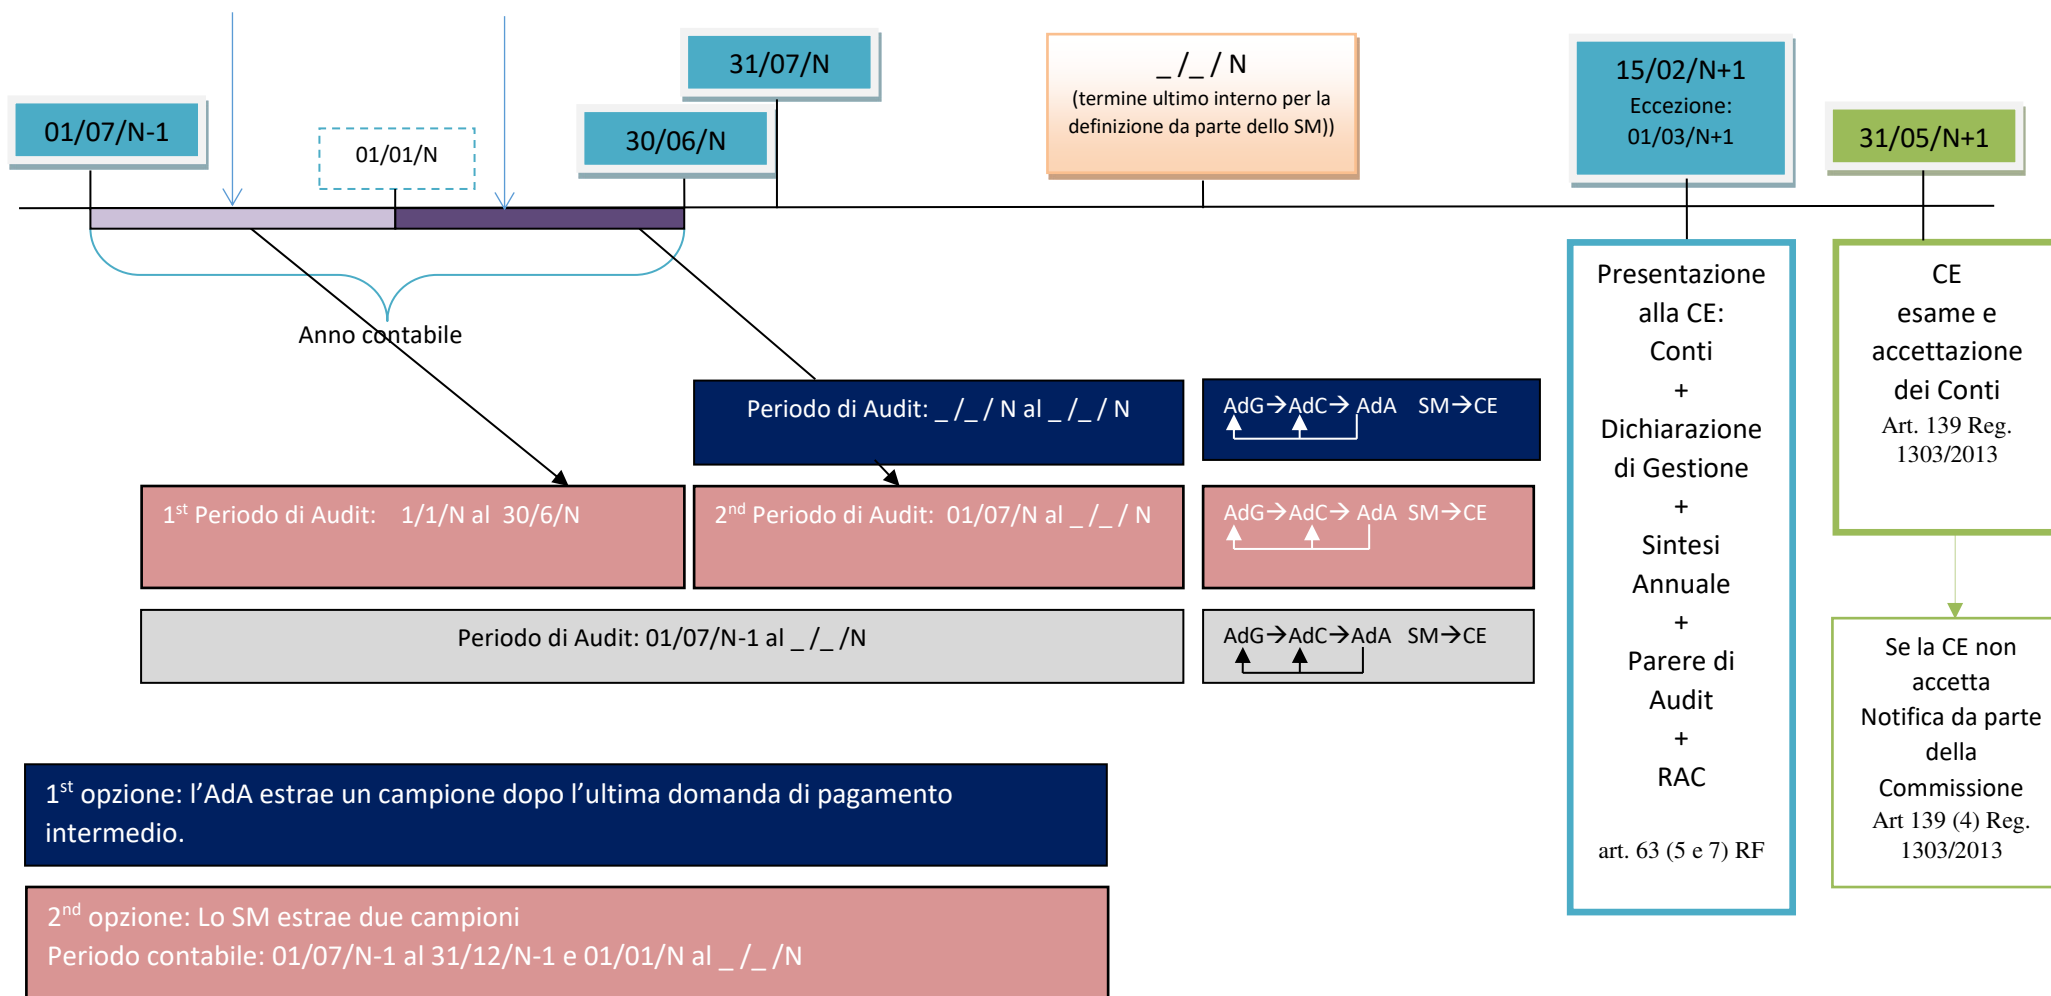 31/07/N
_ /_ / N
(termine ultimo interno per la
definizione da parte dello SM))
15/02/N+1
Eccezione:
01/03/N+1
01/07/N-1
01/01/N
30/06/N
31/05/N+1
Anno contabile
Periodo di Audit: _ /_ / N al _ /_ / N
AdG→AdC→ AdA SM→CE
1st Periodo di Audit: 1/1/N al 30/6/N
2nd Periodo di Audit: 01/07/N al _ /_ / N
AdG→AdC→ AdA SM→CE
Periodo di Audit: 01/07/N-1 al _ /_ /N
AdG→AdC→AdA SM→CE
Presentazione
alla CE:
Conti
+
Dichiarazione
di Gestione
+
Sintesi
Annuale
+
Parere di
Audit
+
RAC
art. 63 (5 e 7) RF
CE
esame e
accettazione
dei Conti
Art. 139 Reg.
1303/2013
Se la CE non
accetta
Notifica da parte
della
Commissione
Art 139 (4) Reg.
1303/2013
1st opzione: l’AdA estrae un campione dopo l’ultima domanda di pagamento
intermedio.
2nd opzione: Lo SM estrae due campioni
Periodo contabile: 01/07/N-1 al 31/12/N-1 e 01/01/N al _ /_ /N